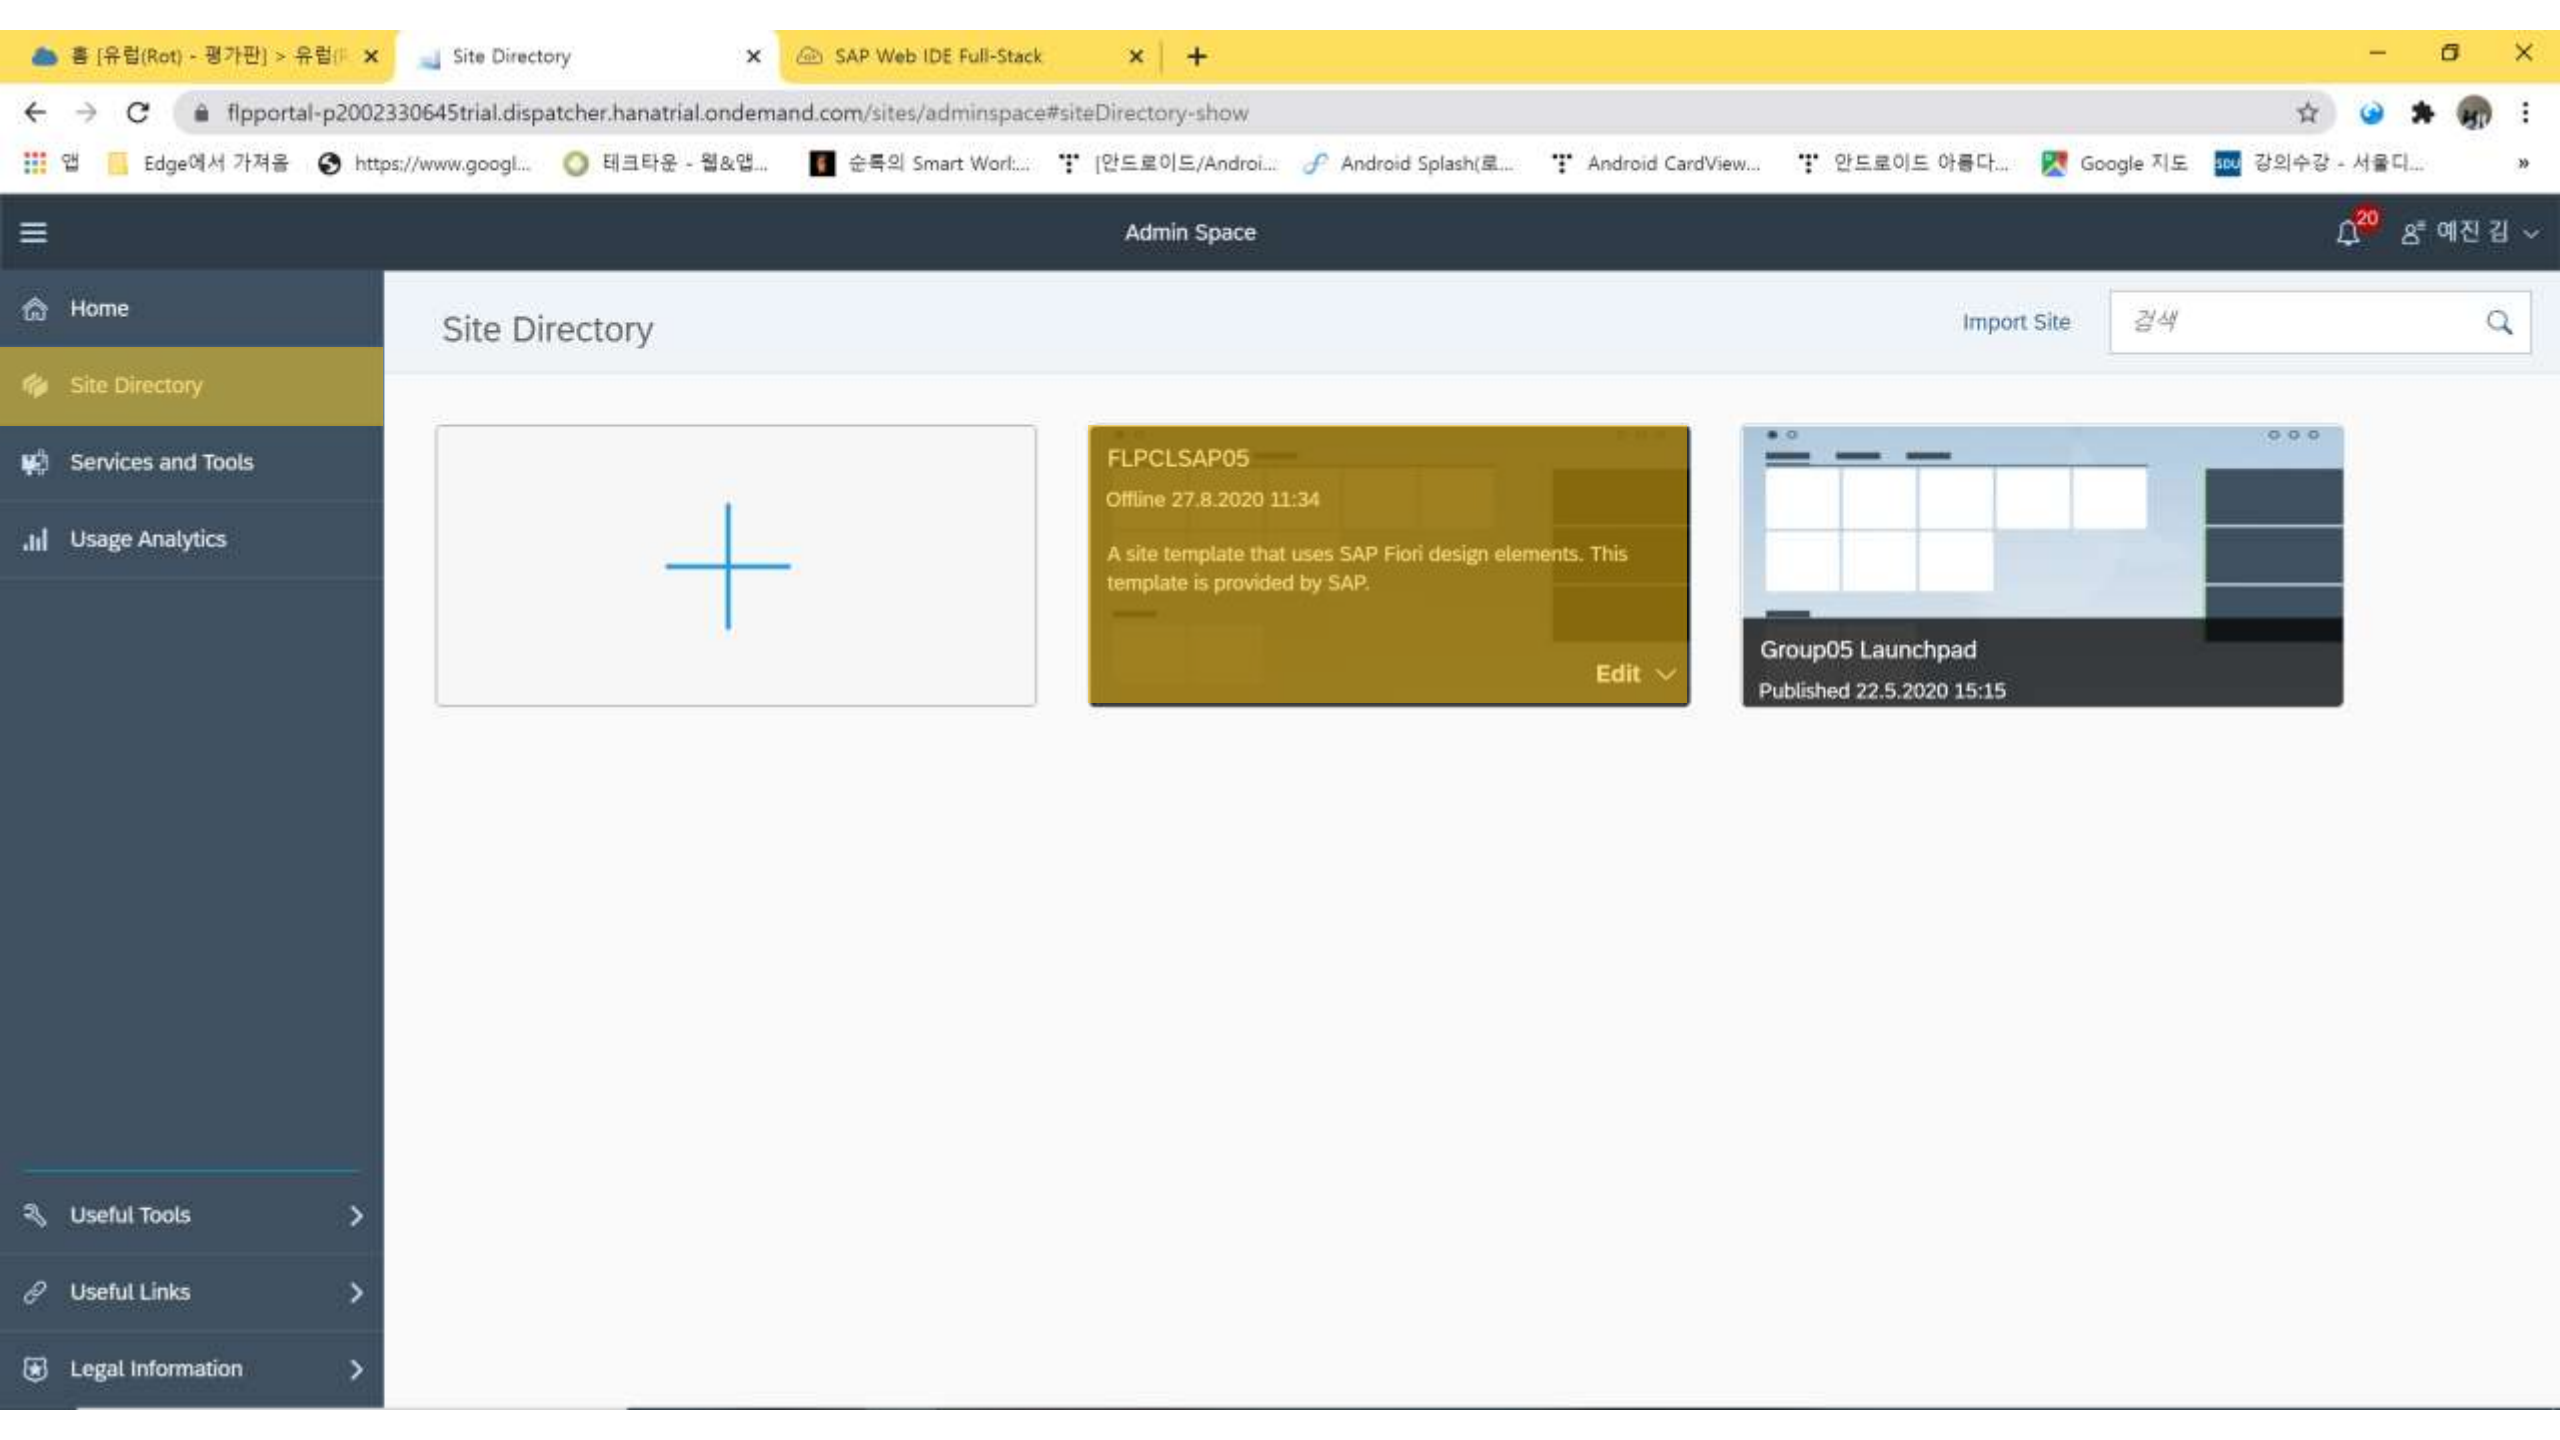 홈 [유럽(Rot) - 평가판] > 유럽(
Site Directory
SAP Web IDE Full-Stack
flpportal-p2002330645trial.dispatcher.hanatrial.ondemand.com/sites/adminspace#siteDirectory-show
앱
Edge에서 가져옴
https://www.googl...
테크타운 - 웹&앱...
순록의 Smart Worl:...
[안드로이드/Androi...
Android Splash(로...
Android CardView...
안드로이드 아름다...
Google 지도
SDU
강의수강 - 서울디...
»
Admin Space
20
예진 김
Home
Site Directory
Services and Tools
Usage Analytics
Useful Tools
Useful Links
Legal Information
Site Directory
Import Site
검색
FLPCLSAP05
Offline 27.8.2020 11:34
A site template that uses SAP Fiori design elements. This
template is provided by SAP.
Edit
Group05 Launchpad
Published 22.5.2020 15:15